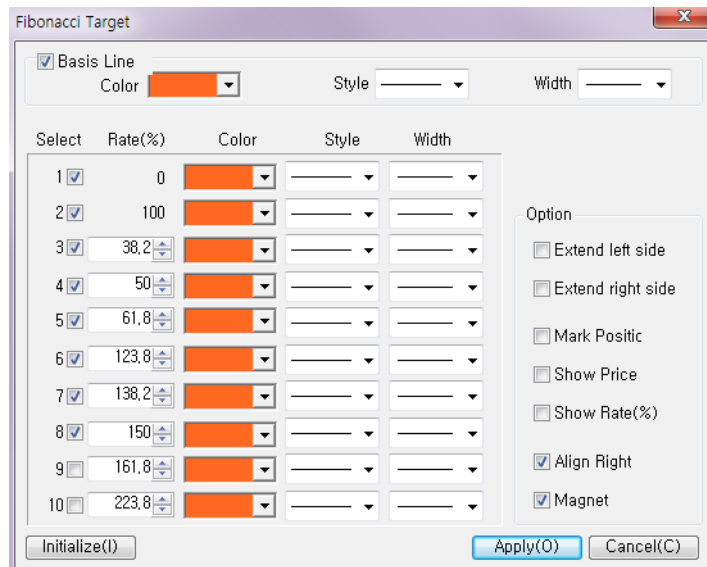 Fibonacci Target
Basis Line
Color Style Width
Select Rate(%) Color Style Width
1 0
2 100
3 38,2
4 50
5 61,8
6 123,8
7 138,2
8 150
9 161,8
10 223,8
Option
Extend left side
Extend right side
Mark Positic
Show Price
Show Rate(%)
Align Right
Magnet
Initialize(I) Apply(O) Cancel(C)